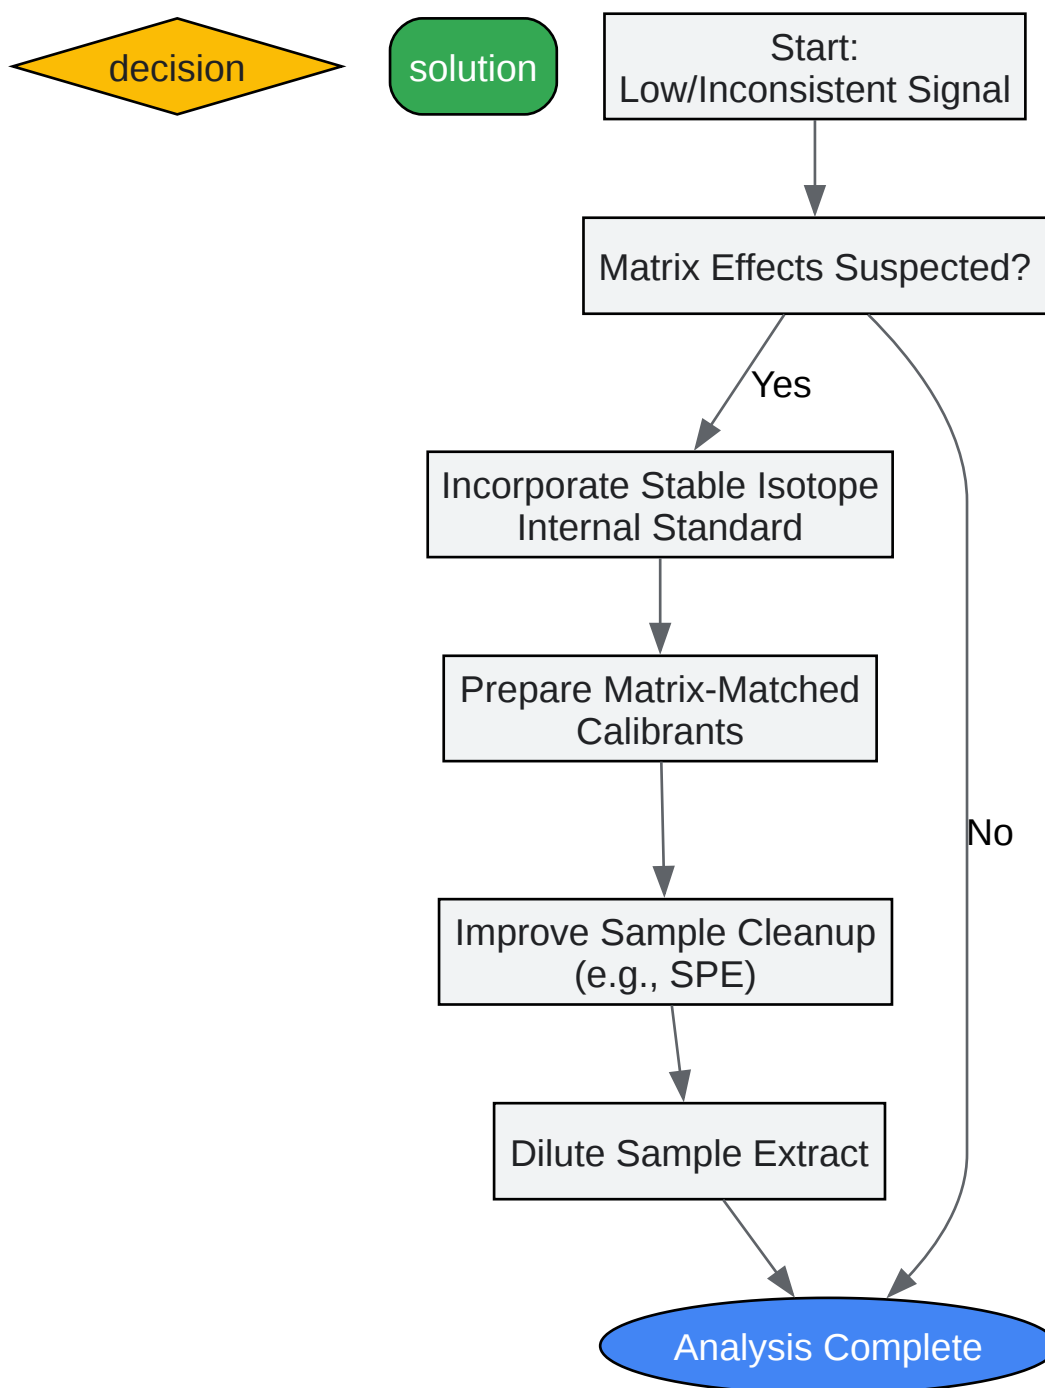 decision
solution
Start:
Low/Inconsistent Signal
Matrix Effects Suspected?
Yes
Incorporate Stable Isotope
Internal Standard
Prepare Matrix-Matched
Calibrants
No
Improve Sample Cleanup
(e.g., SPE)
Dilute Sample Extract
Analysis Complete